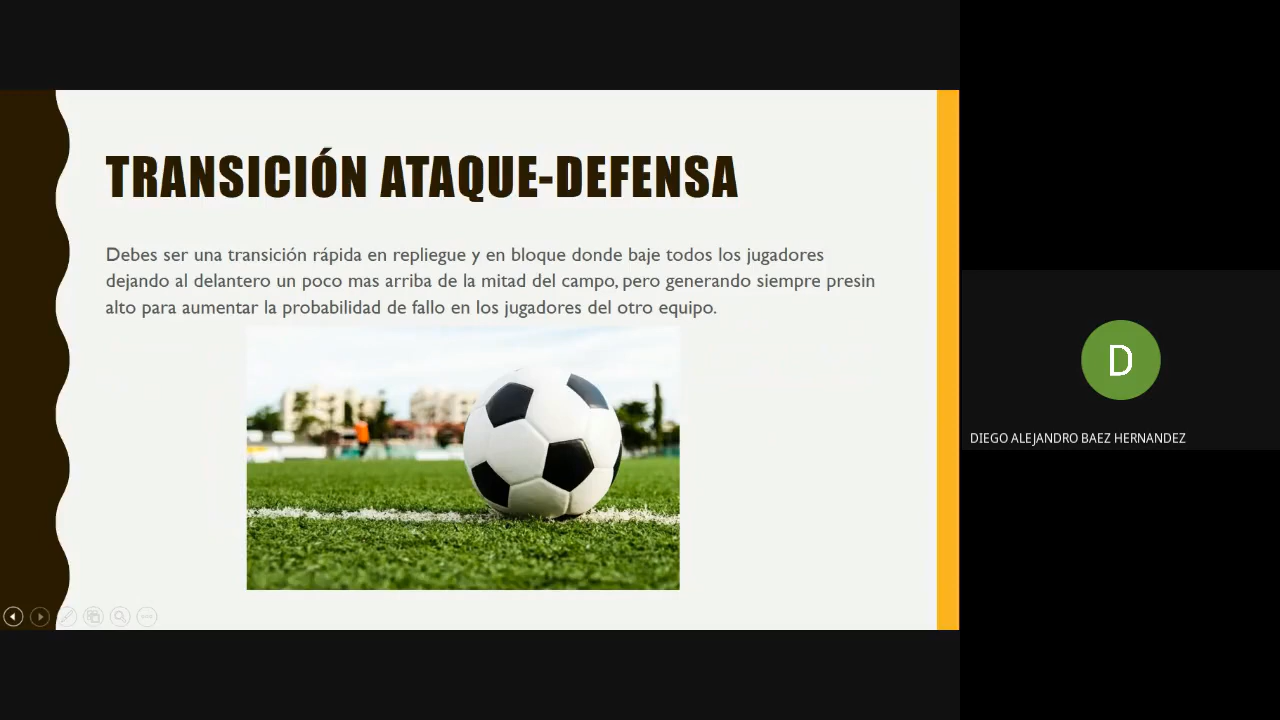 TRANSICIÓN ATAQUE-DEFENSA
Debes ser una transición rápida en repliegue y en bloque donde baje todos los jugadores
dejando al delantero un poco mas arriba de la mitad del campo, pero generando siempre presin
alto para aumentar la probabilidad de fallo en los jugadores del otro equipo.
D
DIEGO ALEJANDRO BAEZ HERNANDEZ